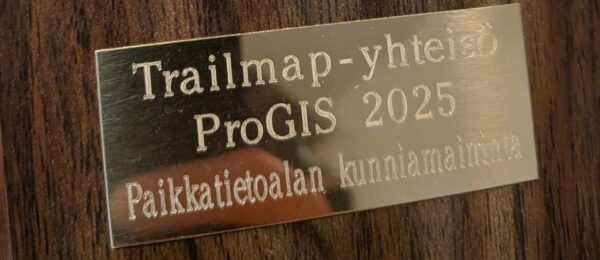 Trailmap-yhteisö
ProGIS 2025
Paikkatietoalan kunniamaininta